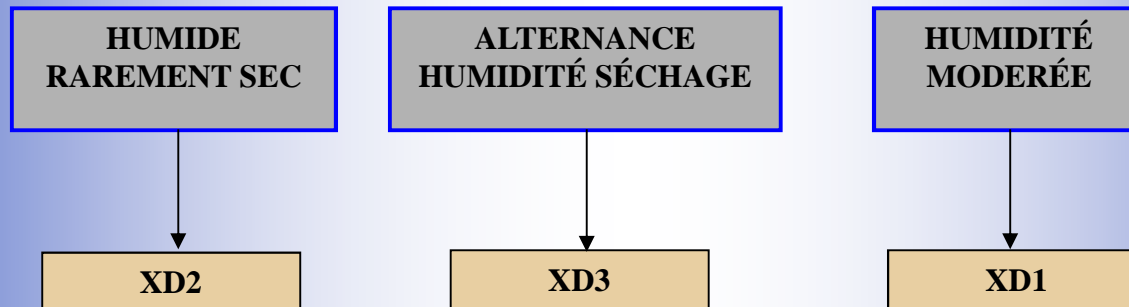 HUMIDE
RAREMENT SEC
ALTERNANCE
HUMIDITÉ SÉCHAGE
HUMIDITÉ
MODERÉE
XD2
XD3
XD1